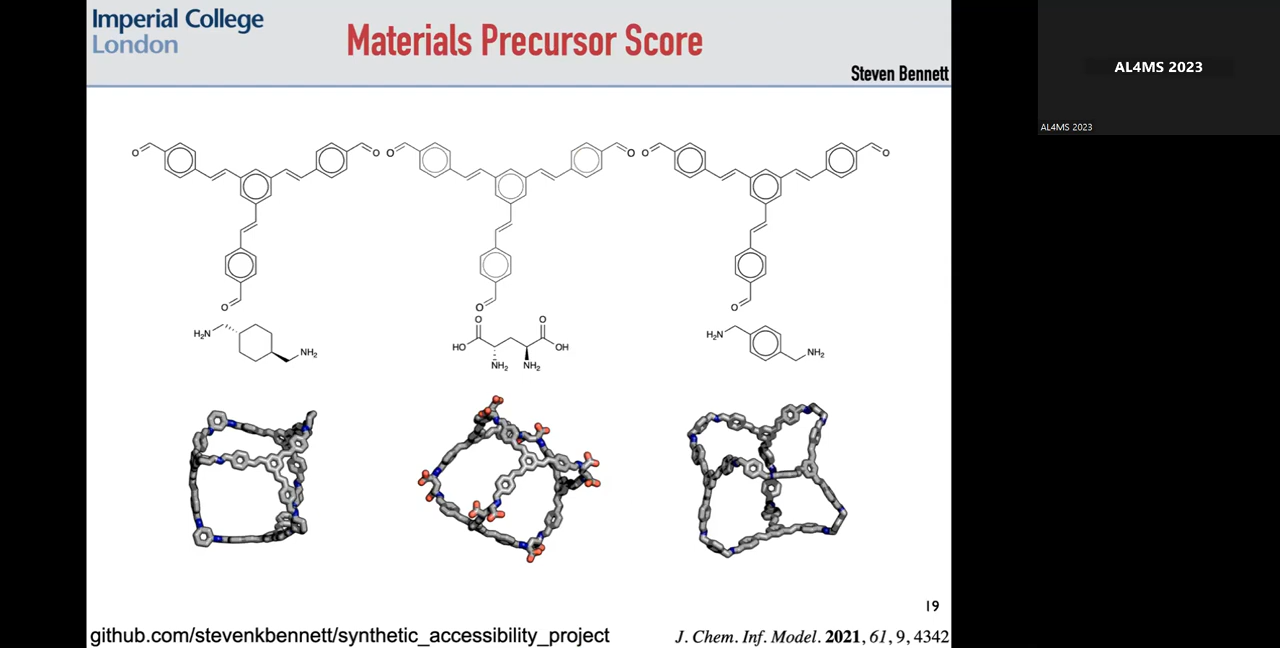 Imperial College
London
Materials Precursor Score
Steven Bennett
AL4MS 2023
AL4MS 2023
O
O
O
O
O
O
O
O
O
H₂N
NH₂
O
O
HO
OH
NH₂
NH₂
H₂N
NH₂
19
github.com/stevenkbennett/synthetic_accessibility_project
J. Chem. Inf. Model. 2021, 61, 9, 4342